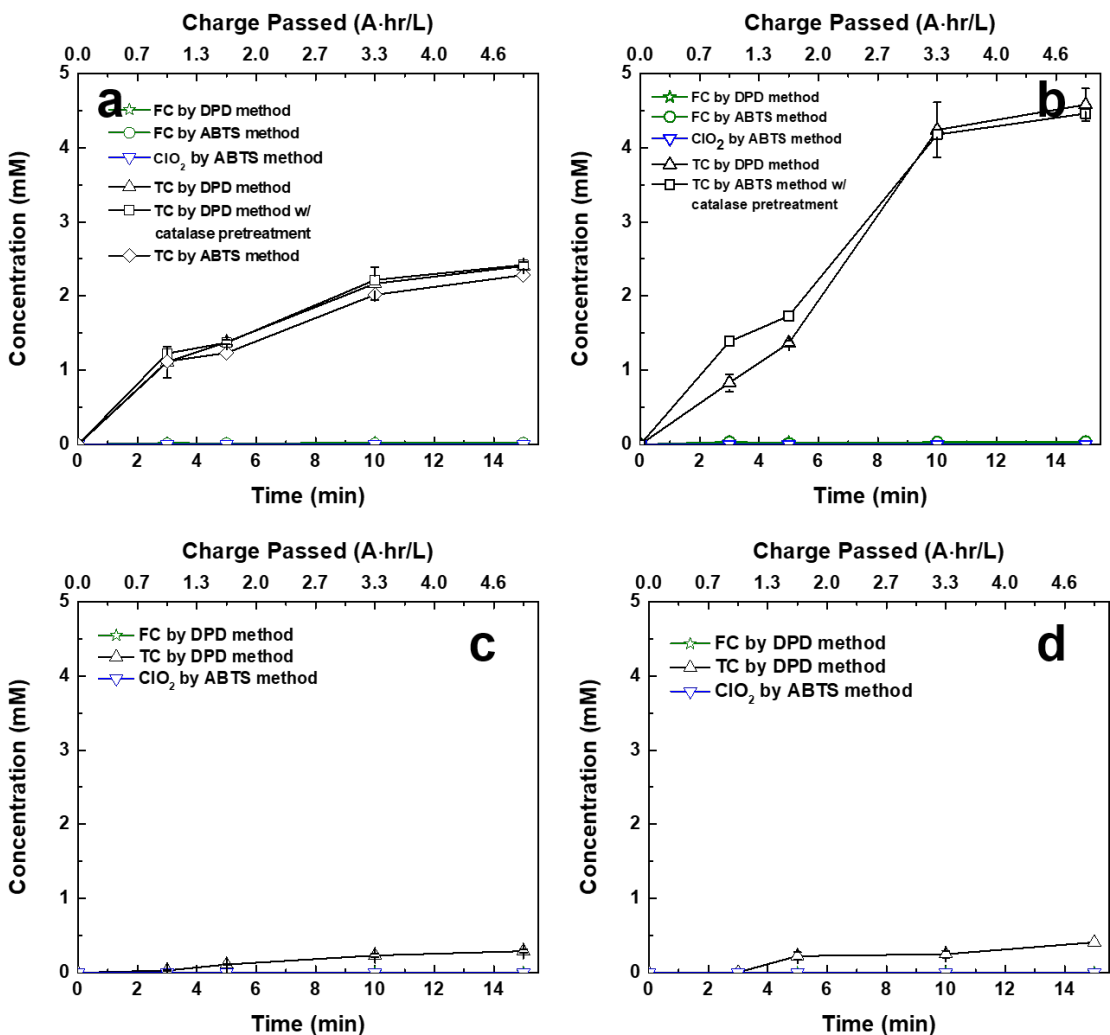 Charge Passed (A·hr/L)
0.0 0.7 1.3 2.0 2.7 3.3 4.0 4.6
a
FC by DPD method
FC by ABTS method
ClO2 by ABTS method
TC by DPD method
TC by DPD method w/
catalase pretreatment
TC by ABTS method
Concentration (mM)
5
4
3
2
1
0
0 2 4 6 8 10 12 14
Time (min)
Charge Passed (A·hr/L)
0.0 0.7 1.3 2.0 2.7 3.3 4.0 4.6
b
FC by DPD method
FC by ABTS method
ClO2 by ABTS method
TC by DPD method
TC by ABTS method w/
catalase pretreatment
Concentration (mM)
5
4
3
2
1
0
0 2 4 6 8 10 12 14
Time (min)
Charge Passed (A·hr/L)
0.0 0.7 1.3 2.0 2.7 3.3 4.0 4.6
c
FC by DPD method
TC by DPD method
ClO2 by ABTS method
Concentration (mM)
5
4
3
2
1
0
0 2 4 6 8 10 12 14
Time (min)
Charge Passed (A·hr/L)
0.0 0.7 1.3 2.0 2.7 3.3 4.0 4.6
d
FC by DPD method
TC by DPD method
ClO2 by ABTS method
Concentration (mM)
5
4
3
2
1
0
0 2 4 6 8 10 12 14
Time (min)